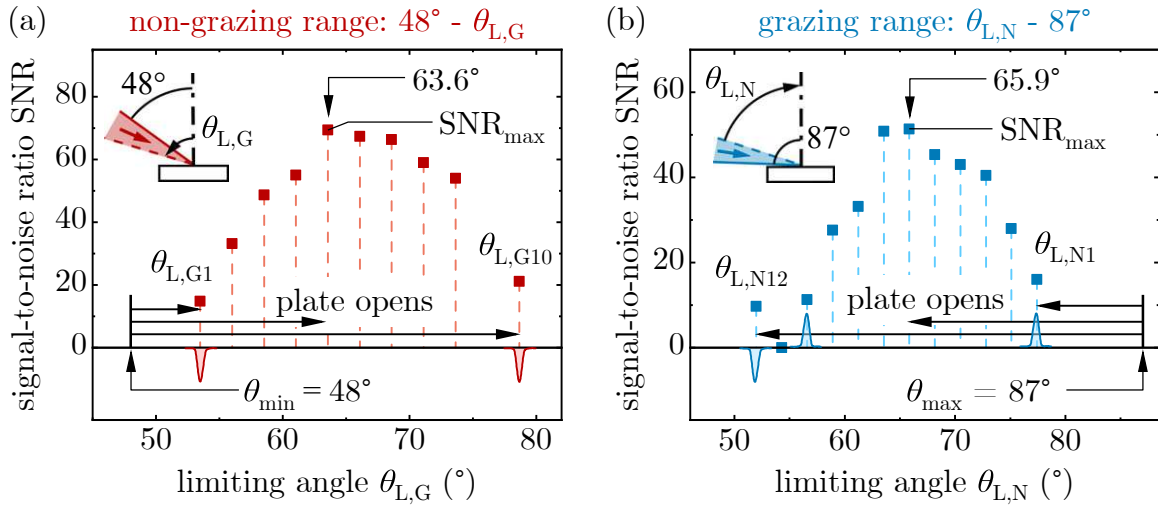 (a)
non-grazing range: 48° - θL,G
signal-to-noise ratio SNR
80
60
40
20
0
48°
θL,G
63.6°
SNRmax
θL,G1
θL,G10
plate opens
θmin = 48°
50
60
70
80
limiting angle θL,G (°)
(b)
grazing range: θL,N - 87°
signal-to-noise ratio SNR
60
50
40
30
20
10
0
θL,N
87°
65.9°
SNRmax
θL,N12
θL,N1
plate opens
θmax = 87°
50
60
70
80
limiting angle θL,N (°)